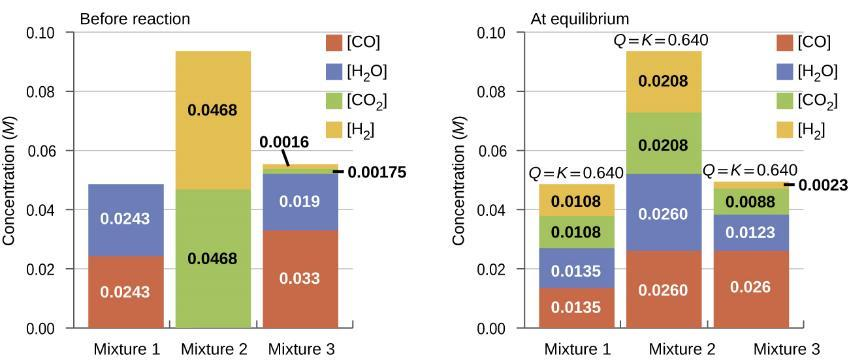 Before reaction
Concentration (M)
0.10
0.08
0.06
0.04
0.02
0.00
[CO]
[H2O]
[CO2]
[H2]
0.0243
0.0243
0.0468
0.0468
0.0016
0.00175
0.019
0.033
Mixture 1 Mixture 2 Mixture 3
At equilibrium
Concentration (M)
0.10
0.08
0.06
0.04
0.02
0.00
[CO]
[H2O]
[CO2]
[H2]
Q=K=0.640
0.0108
0.0108
0.0135
0.0135
Q=K=0.640
0.0208
0.0208
0.0260
0.0260
Q=K=0.640
0.0023
0.0088
0.0123
0.026
Mixture 1 Mixture 2 Mixture 3